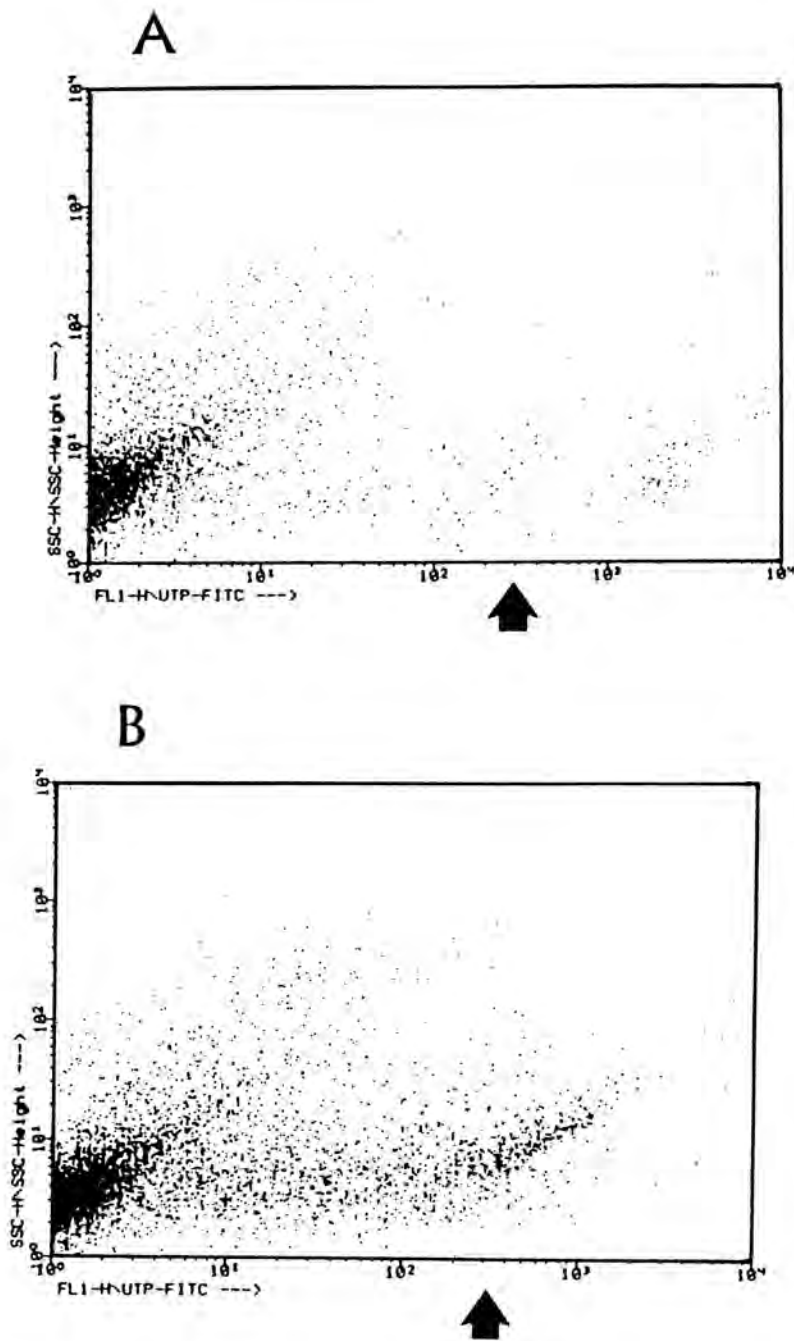 A
10⁴
10³
10²
10¹
10⁰
SSC-H\SSC-Height --->
10⁰ 10¹ 10² 10³ 10⁴
FL1-H\UTP-FITC --->
B
10⁴
10³
10²
10¹
10⁰
SSC-H\SSC-Height --->
10⁰ 10¹ 10² 10³ 10⁴
FL1-H\UTP-FITC --->